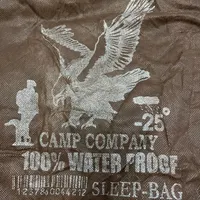 -25°
CAMP COMPANY
100% WATER PROOF
SLEEP-BAG